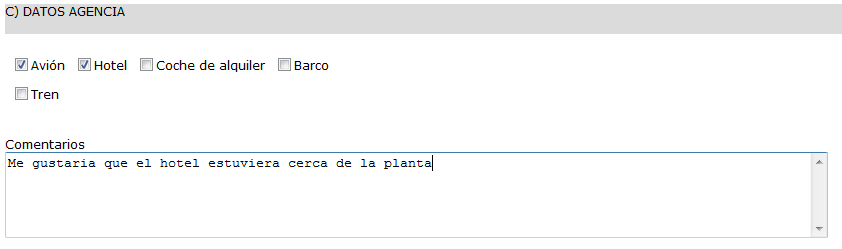 C) DATOS AGENCIA
Avión Hotel Coche de alquiler Barco
Tren
Comentarios
Me gustaria que el hotel estuviera cerca de la planta